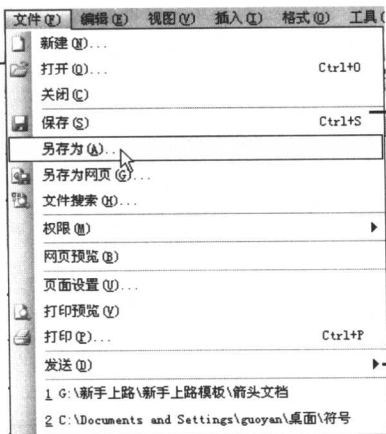 文件(F) 编辑(E) 视图(V) 插入(I) 格式(O) 工具(
新建(N)...
打开(O)... Ctrl+O
关闭(C)
保存(S) Ctrl+S
另存为(A)...
另存为网页(G)...
文件搜索(H)...
权限(M)
网页预览(B)
页面设置(U)...
打印预览(V)
打印(P)... Ctrl+P
发送(D)
1 G:\新手上路\新手上路模板\箭头文档
2 C:\Documents and Settings\guoyan\桌面\符号